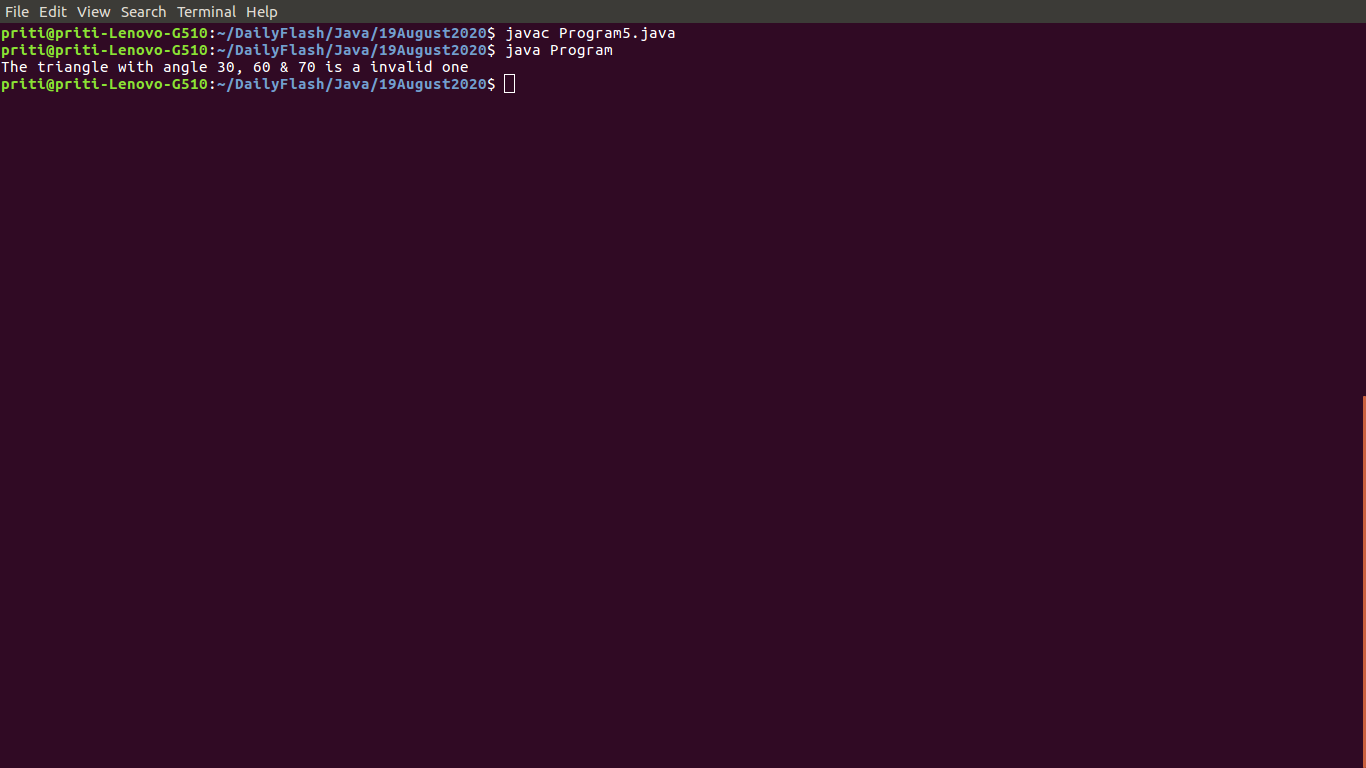 File Edit View Search Terminal Help
priti@priti-Lenovo-G510:~/DailyFlash/Java/19August2020$ javac Program5.java
priti@priti-Lenovo-G510:~/DailyFlash/Java/19August2020$ java Program
The triangle with angle 30, 60 & 70 is a invalid one
priti@priti-Lenovo-G510:~/DailyFlash/Java/19August2020$